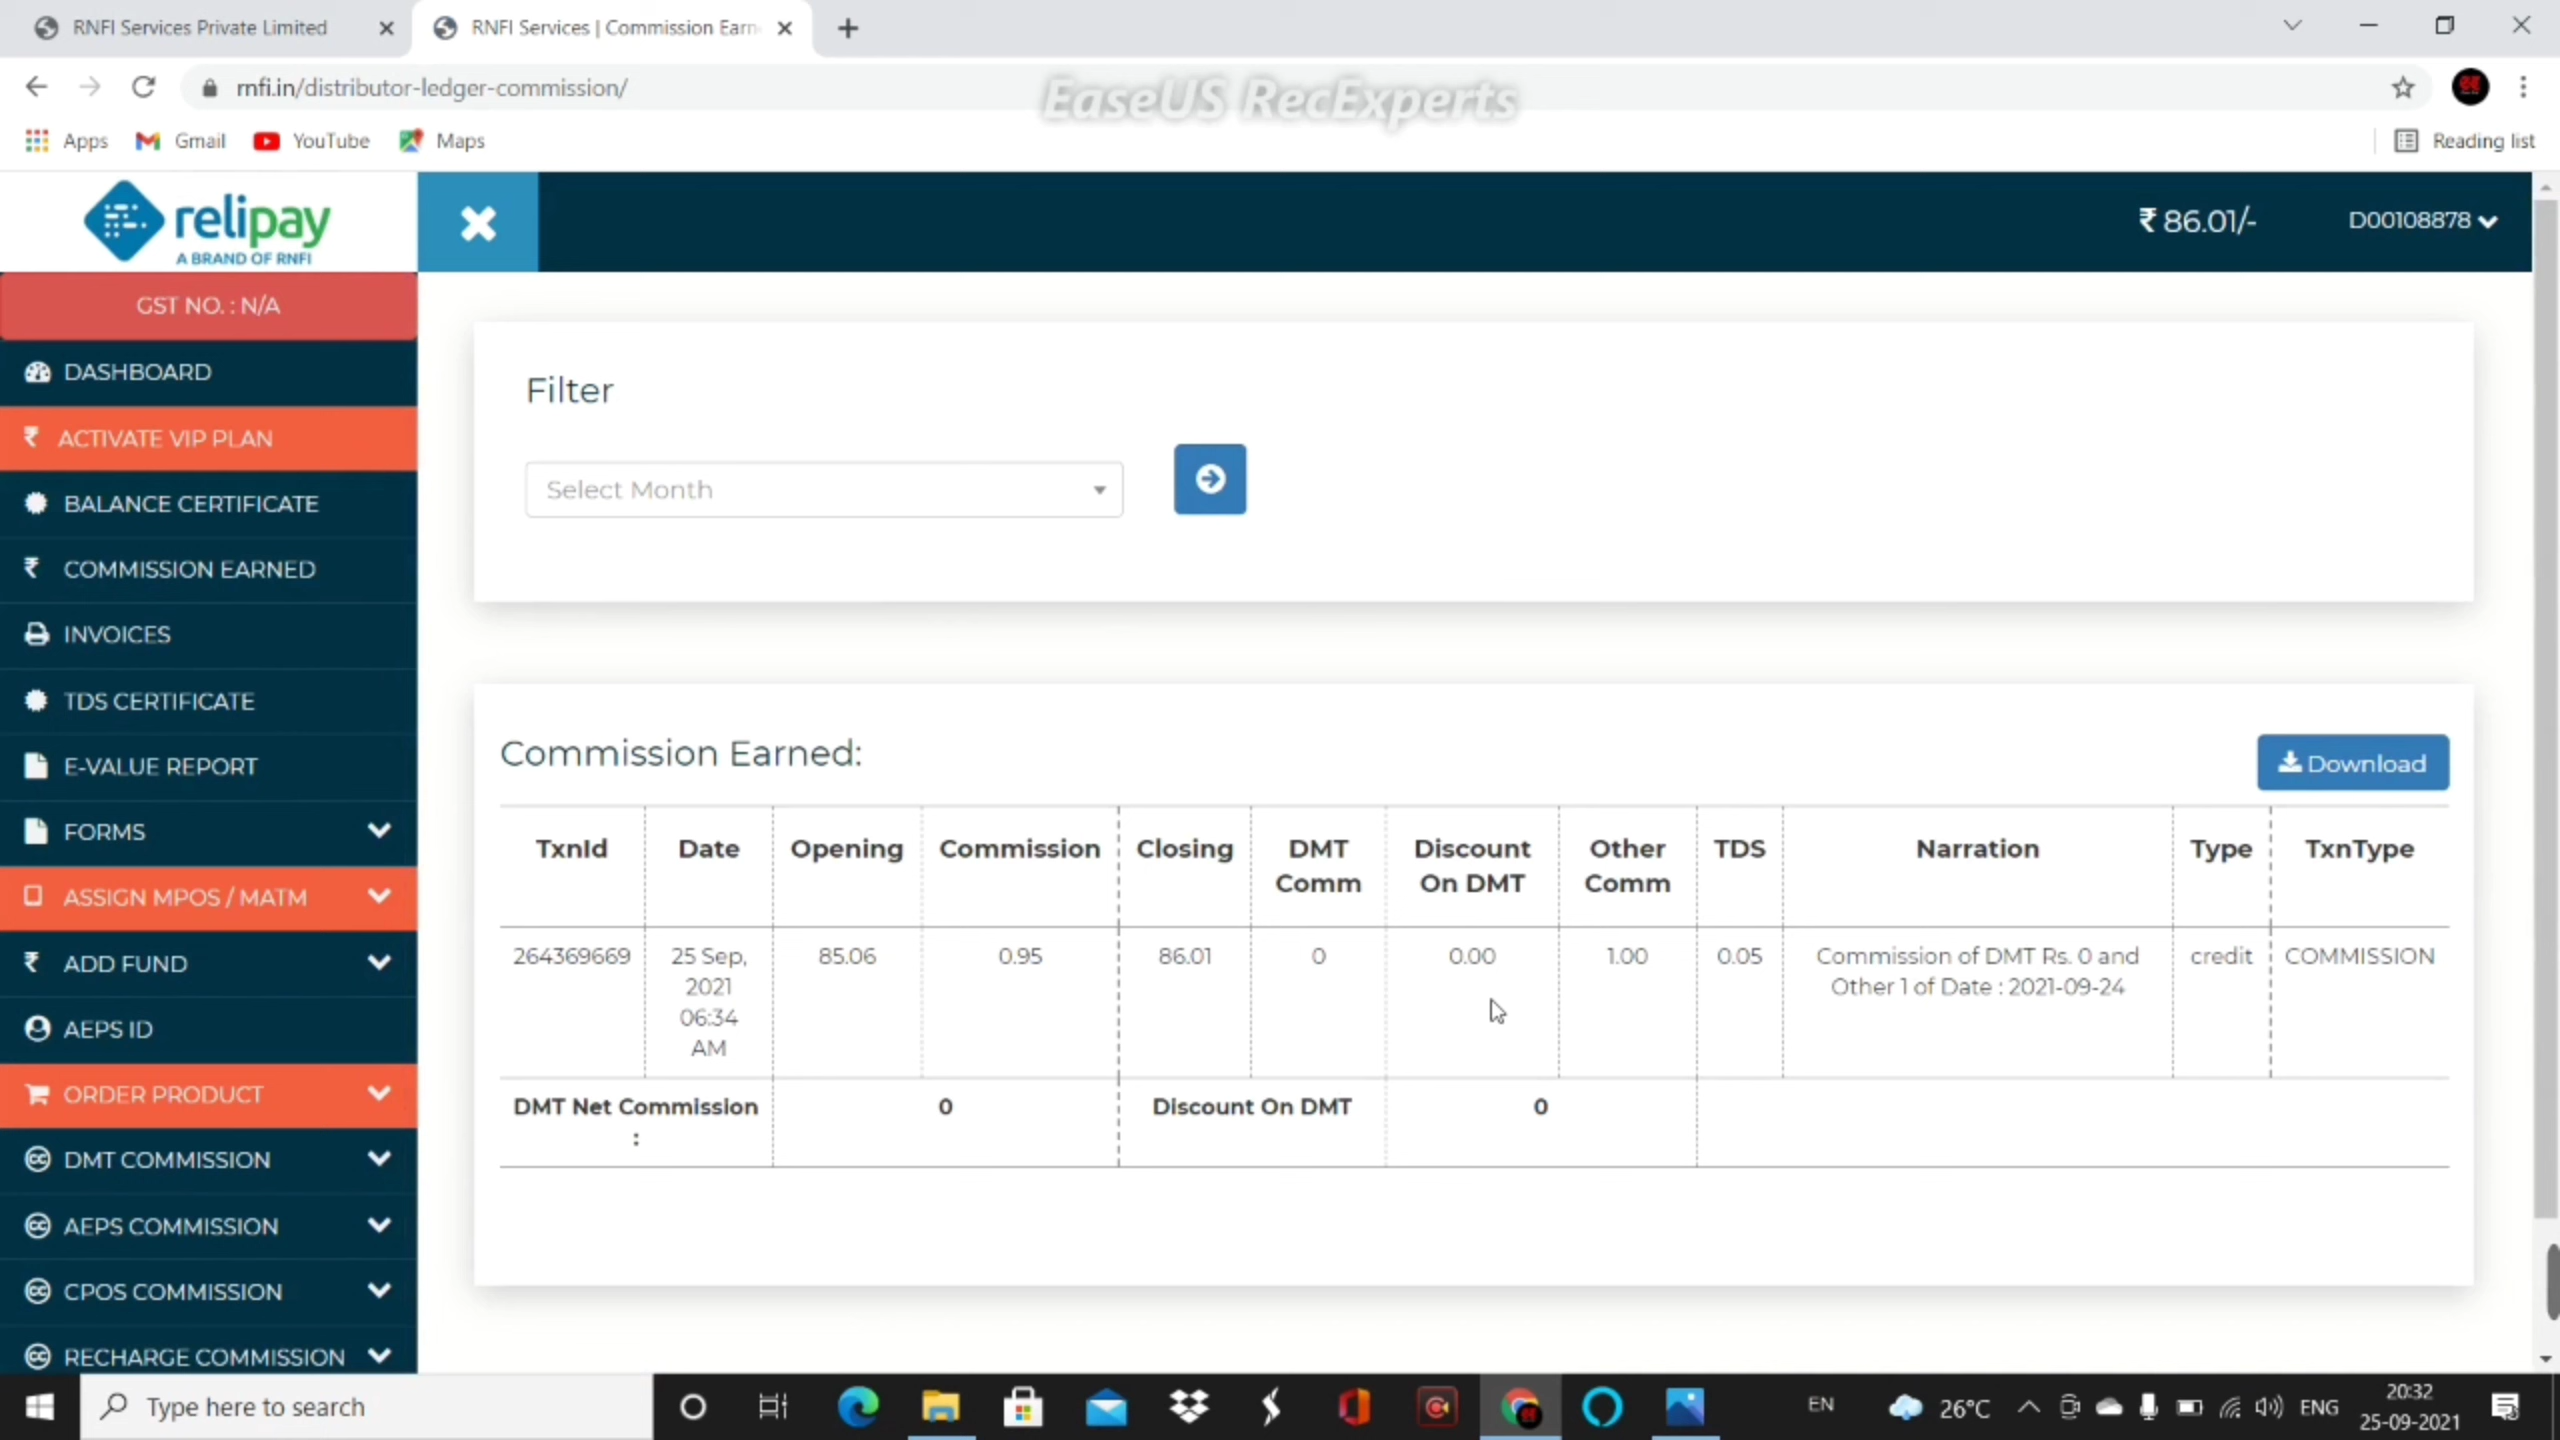 RNFI Services Private Limited
RNFI Services | Commission Earn
rnfi.in/distributor-ledger-commission/
EaseUS RecExperts
Apps
Gmail
YouTube
Maps
Reading list
relipay
A BRAND OF RNFI
₹ 86.01/-
D00108878
GST NO. : N/A
DASHBOARD
₹ ACTIVATE VIP PLAN
BALANCE CERTIFICATE
₹ COMMISSION EARNED
INVOICES
TDS CERTIFICATE
E-VALUE REPORT
FORMS
ASSIGN MPOS / MATM
₹ ADD FUND
AEPS ID
ORDER PRODUCT
DMT COMMISSION
AEPS COMMISSION
CPOS COMMISSION
RECHARGE COMMISSION
Filter
Select Month
Commission Earned:
Download
TxnId Date Opening Commission Closing DMT Discount Other TDS Narration Type TxnType
Comm On DMT Comm
264369669 25 Sep, 85.06 0.95 86.01 0 0.00 1.00 0.05 Commission of DMT Rs. 0 and credit COMMISSION
2021 Other 1 of Date : 2021-09-24
06:34
AM
DMT Net Commission 0 Discount On DMT 0
:
Type here to search
EN
26°C
ENG
20:32
25-09-2021